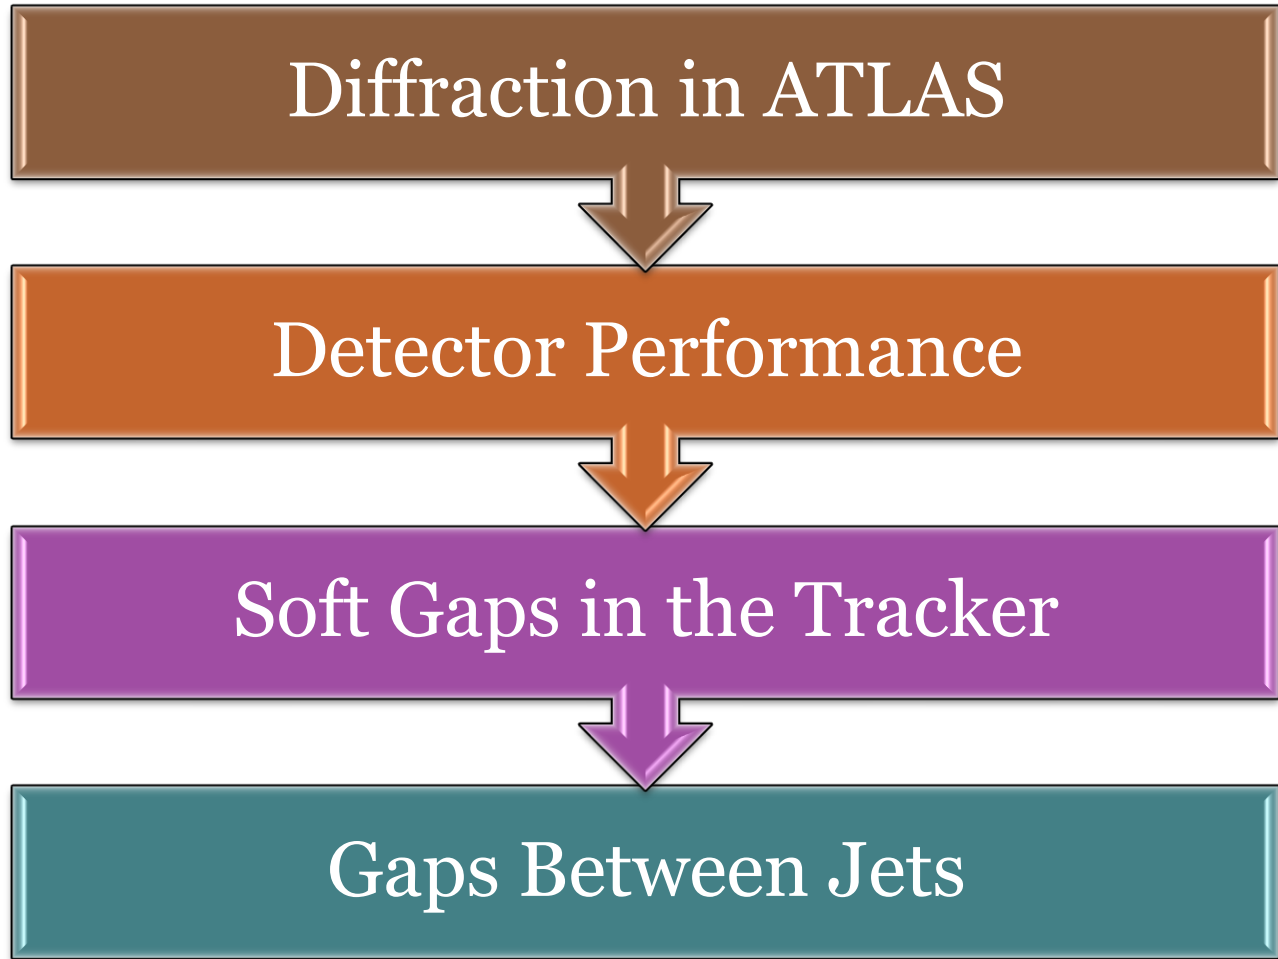 Diffraction in ATLAS
Detector Performance
Soft Gaps in the Tracker
Gaps Between Jets